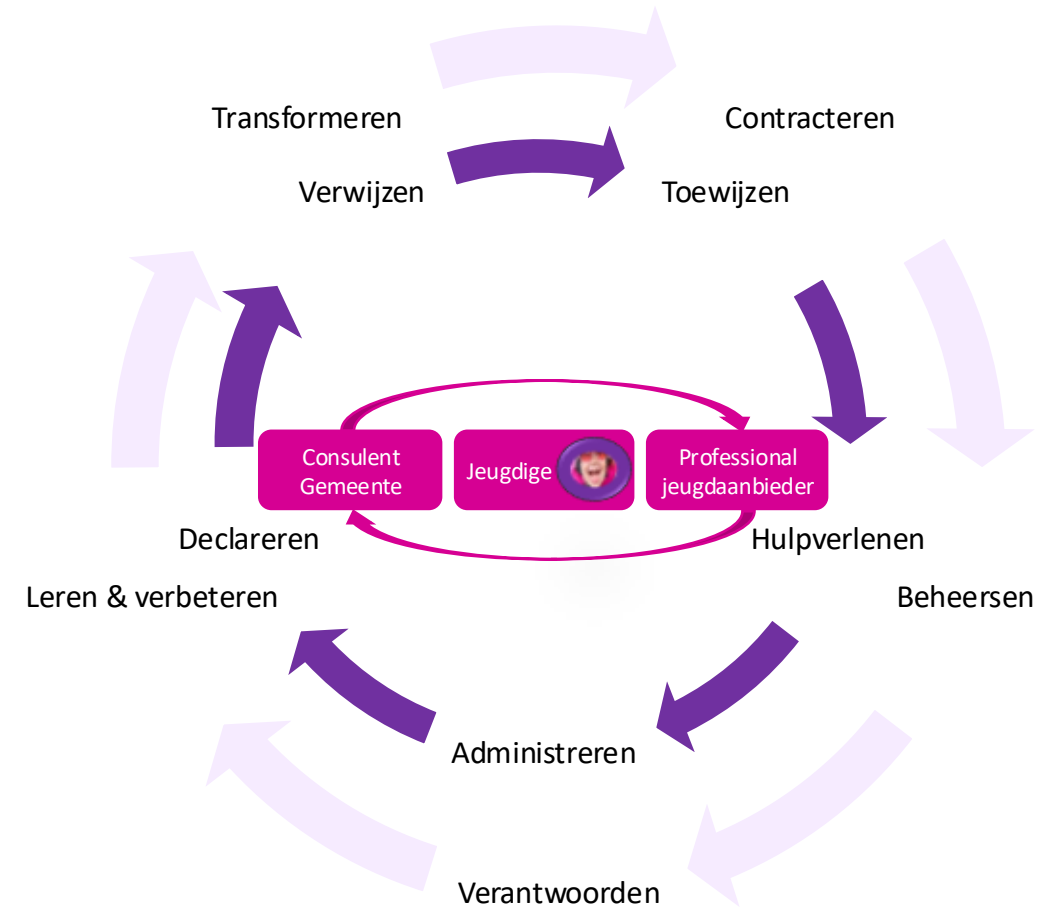 Transformeren
Contracteren
Verwijzen
Toewijzen
Consulent
Gemeente
Jeugdige
Professional
jeugdaanbieder
Declareren
Hulpverlenen
Leren & verbeteren
Beheersen
Administreren
Verantwoorden